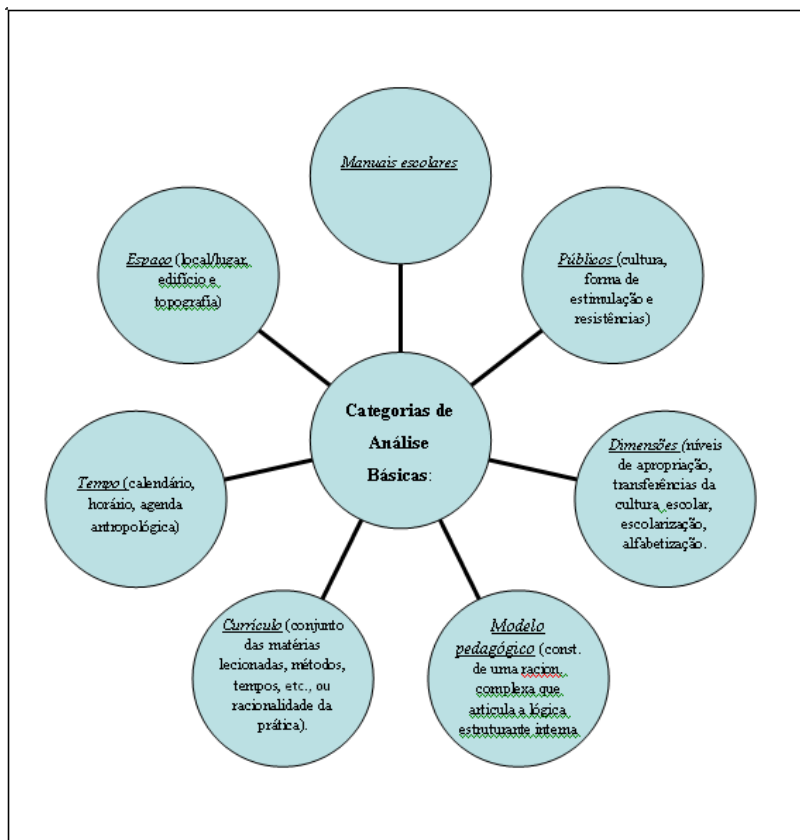 Manuais escolares
Espaço (local/lugar,
edifício e
topografia)
Públicos (cultura,
forma de
estimulação e
resistências)
Categorias de
Análise
Básicas:
Tempo (calendário,
horário, agenda
antropológica)
Dimensões (níveis
de apropriação,
transferências da
cultura escolar,
escolarização,
alfabetização.
Currículo (conjunto
das matérias
lecionadas, métodos,
tempos, etc., ou
racionalidade da
prática).
Modelo
pedagógico (const.
de uma racion.
complexa que
articula a lógica
estruturante interna